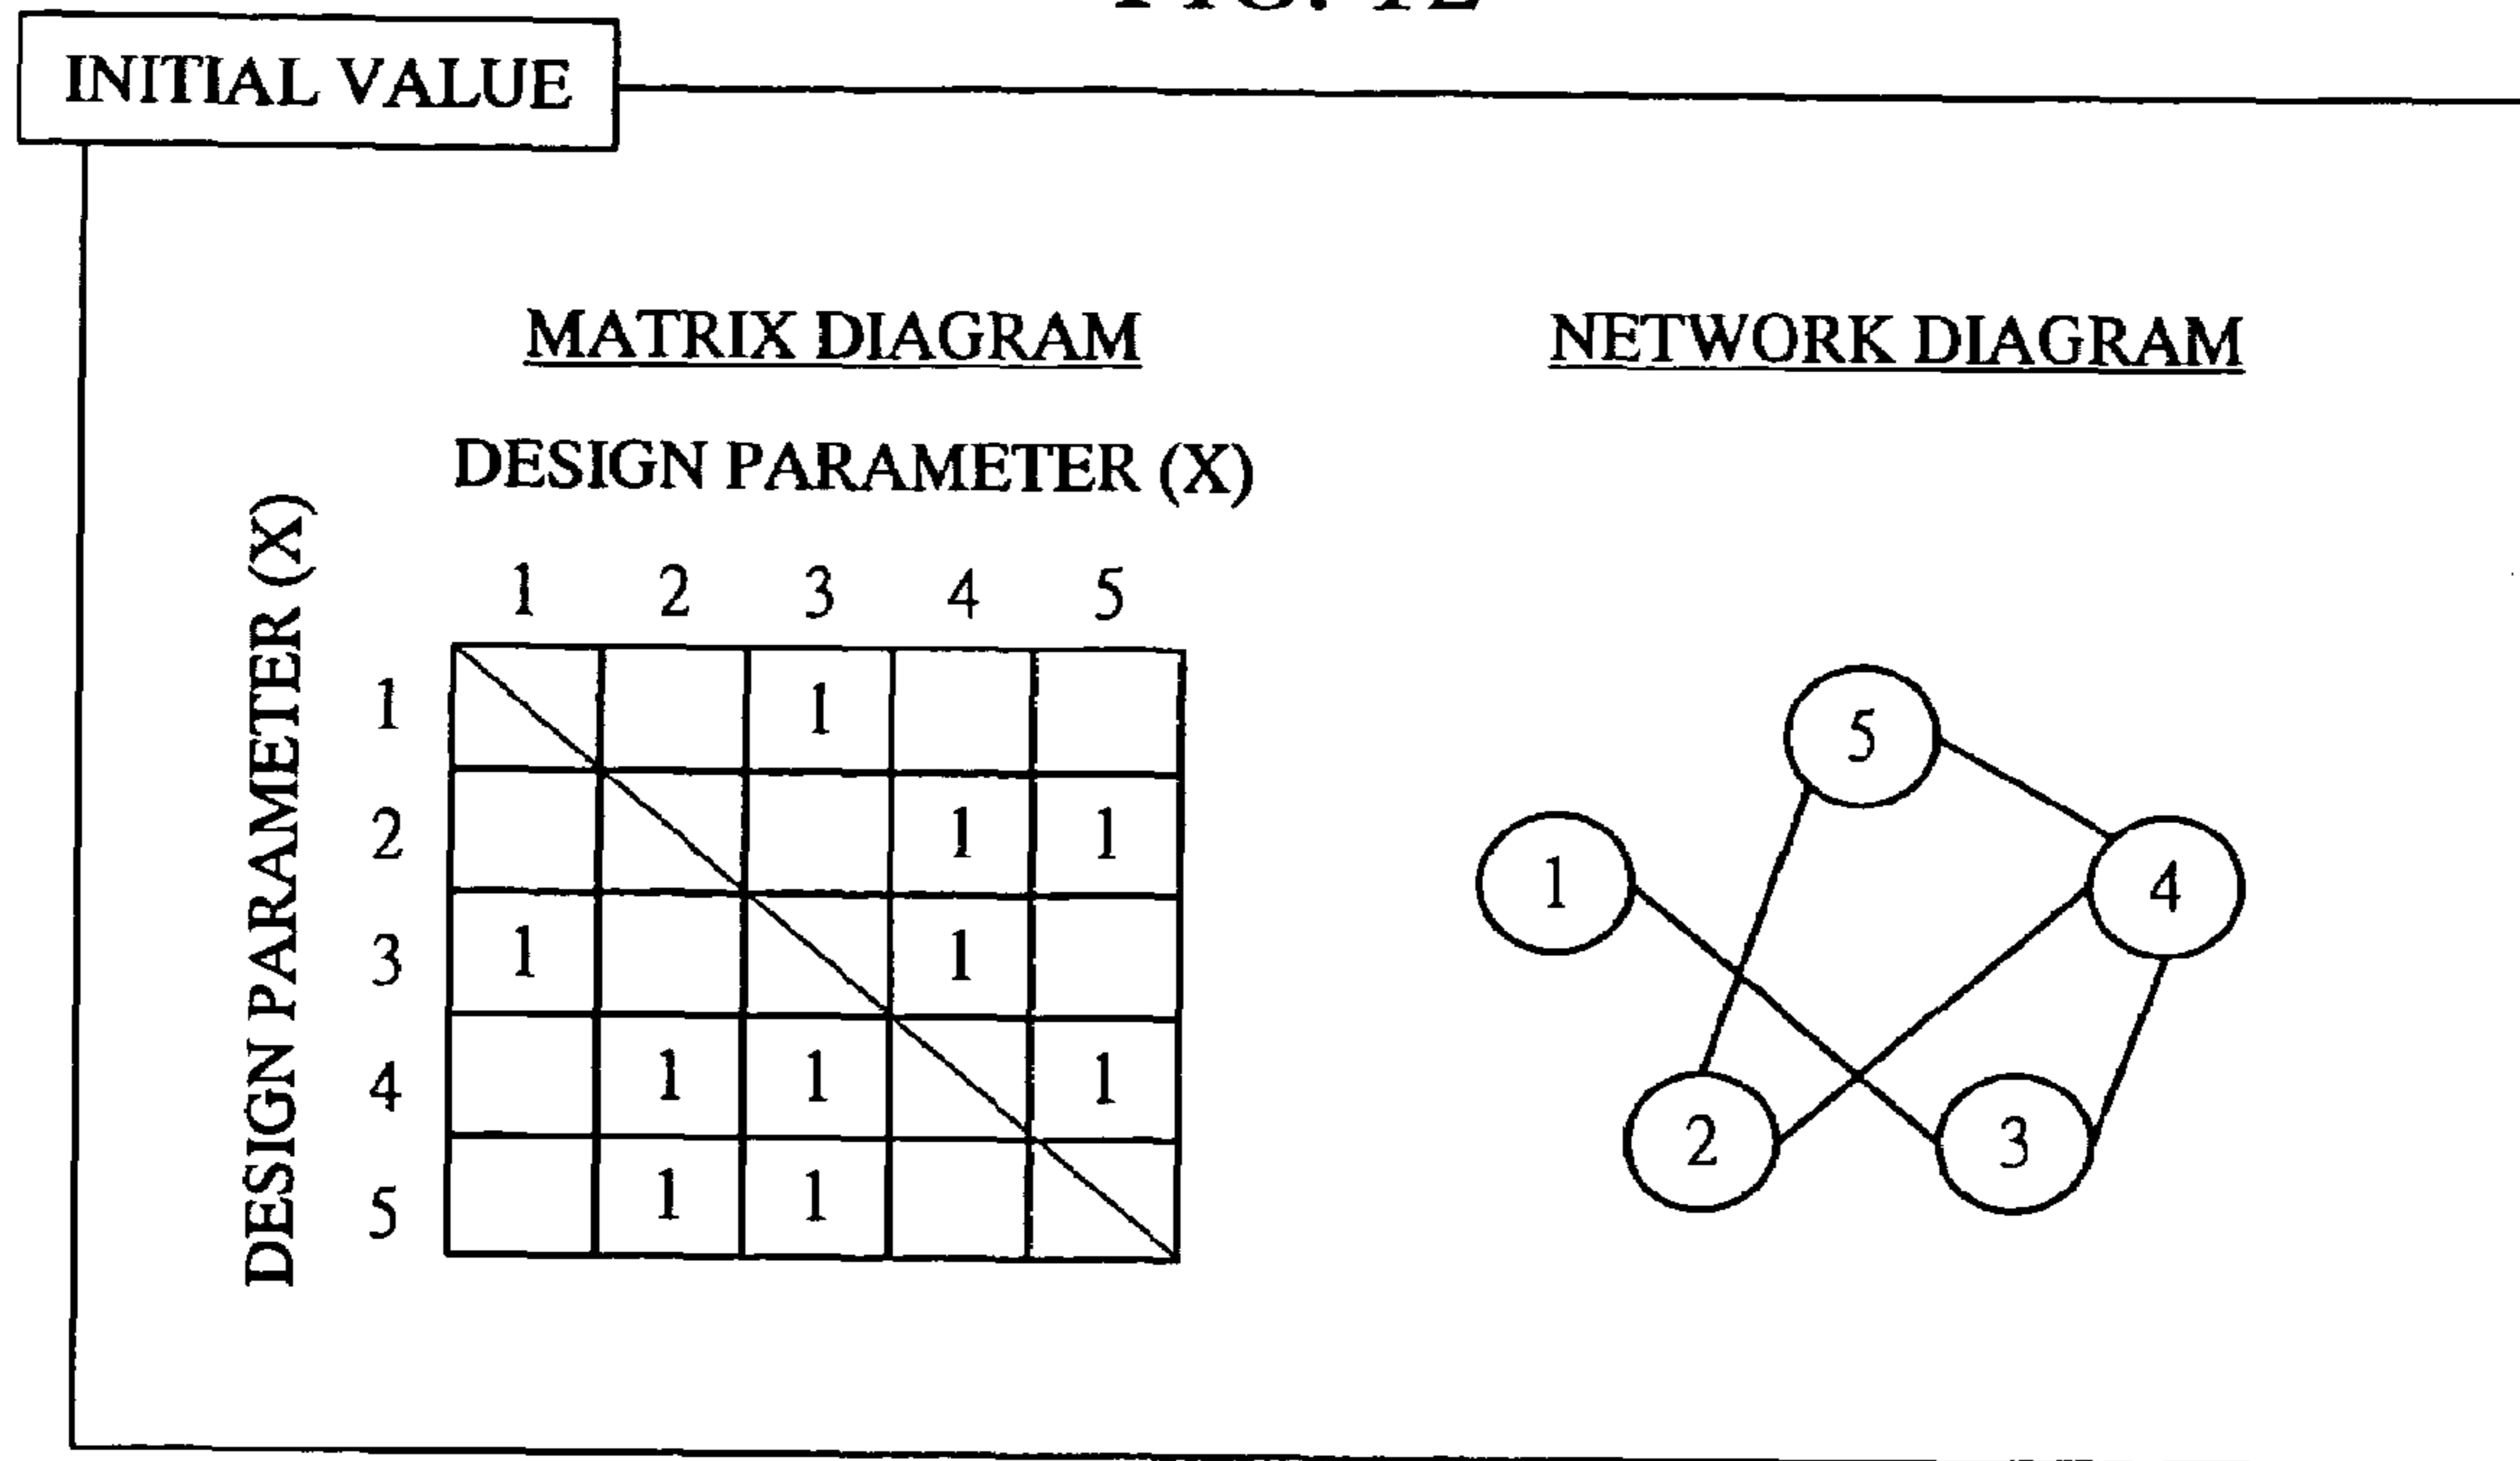 INITIAL VALUE
MATRIX DIAGRAM
NETWORK DIAGRAM
DESIGN PARAMETER (X)
DESIGN PARAMETER (X)
1 2 3 4 5
1 1
2 1 1
3 1 1
4 1 1 1
5 1 1
5
1
4
2
3